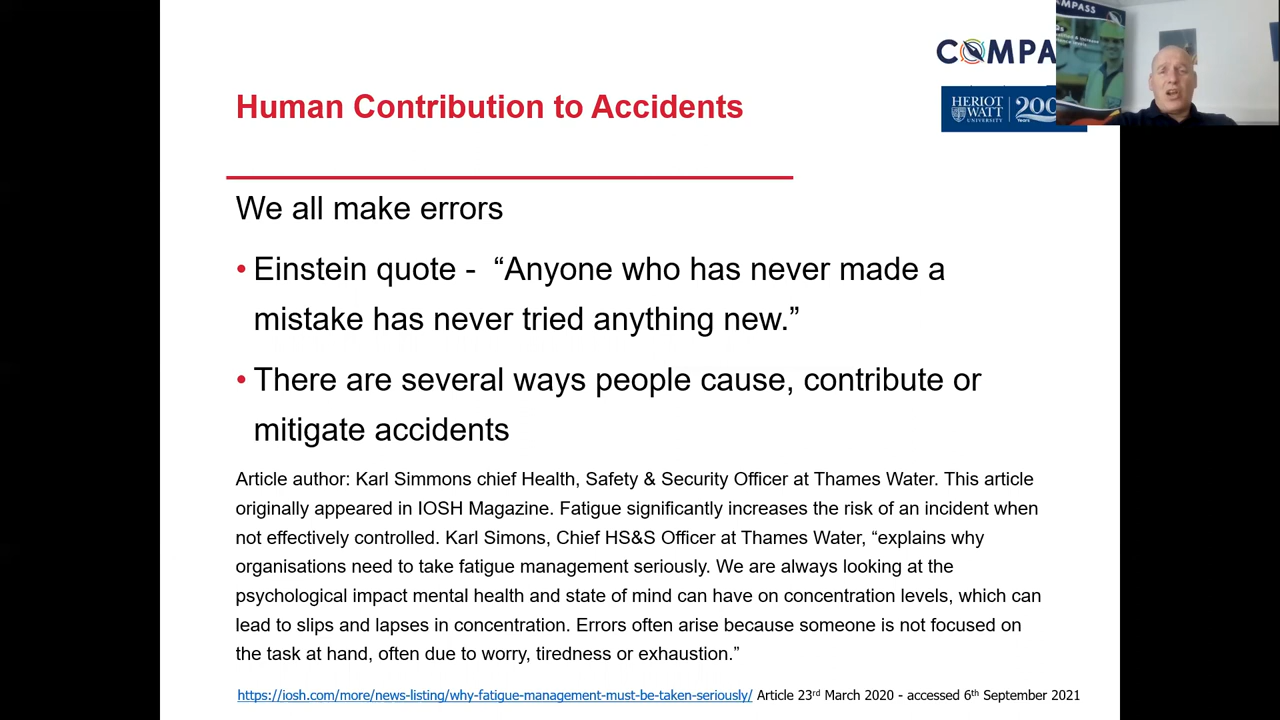 COMPA
MPASS
Human Contribution to Accidents
HERIOT
WATT
UNIVERSITY
200
Years
We all make errors
• Einstein quote - “Anyone who has never made a
mistake has never tried anything new.”
• There are several ways people cause, contribute or
mitigate accidents
Article author: Karl Simmons chief Health, Safety & Security Officer at Thames Water. This article
originally appeared in IOSH Magazine. Fatigue significantly increases the risk of an incident when
not effectively controlled. Karl Simons, Chief HS&S Officer at Thames Water, “explains why
organisations need to take fatigue management seriously. We are always looking at the
psychological impact mental health and state of mind can have on concentration levels, which can
lead to slips and lapses in concentration. Errors often arise because someone is not focused on
the task at hand, often due to worry, tiredness or exhaustion.”
https://iosh.com/more/news-listing/why-fatigue-management-must-be-taken-seriously/ Article 23rd March 2020 - accessed 6th September 2021